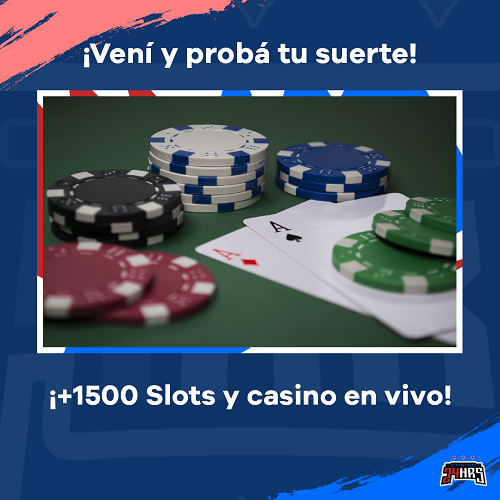 ¡Vení y probá tu suerte!
A
A
¡+1500 Slots y casino en vivo!
24HRS